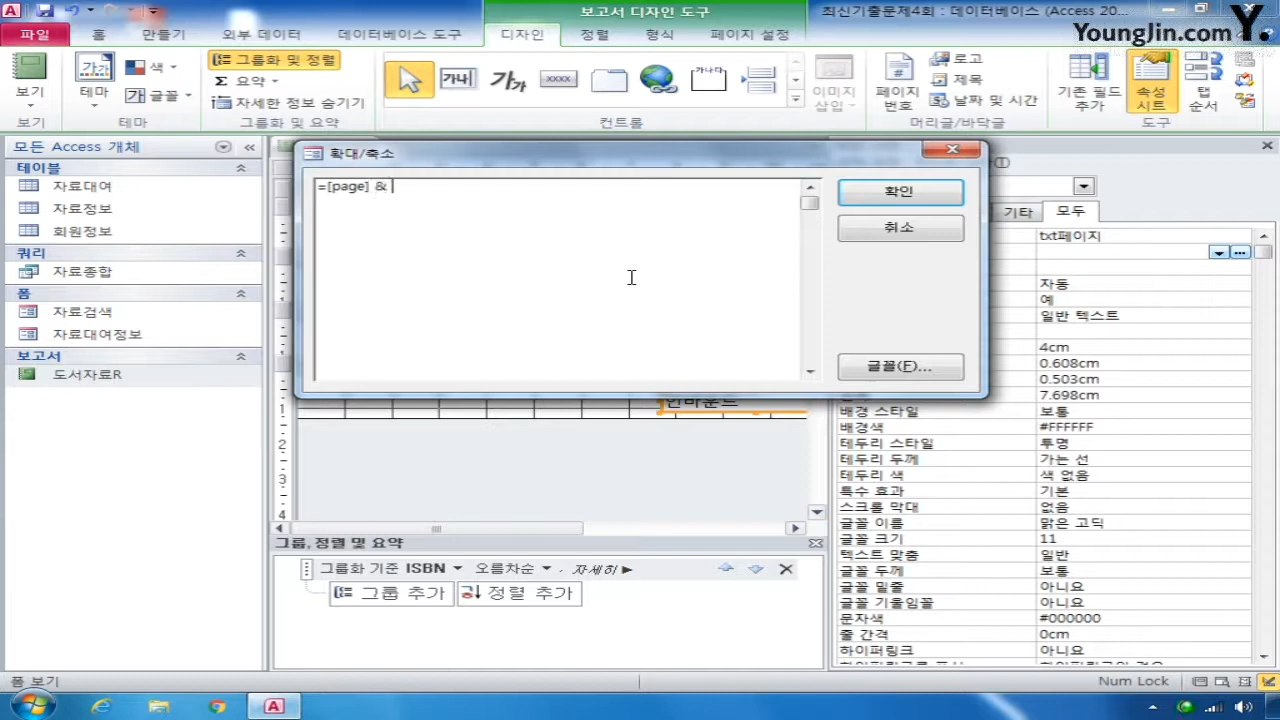 보고서 디자인 도구
최신기출문제4회 : 데이터베이스 (Access 20...
YoungJin.com Y.
파일 홈 만들기 외부 데이터 데이터베이스 도구 디자인 정렬 형식 페이지 설정
보기
보기
테마
색
글꼴
테마
그룹화 및 정렬
Σ 요약
자세한 정보 숨기기
그룹화 및 요약
가나
가가
xxxx
가나다
이미지 삽입
컨트롤
페이지 번호
로고
제목
날짜 및 시간
머리글/바닥글
기존 필드 추가
속성 시트
탭 순서
도구
모든 Access 개체
테이블
자료대여
자료정보
회원정보
쿼리
자료종합
폼
자료검색
자료대여정보
보고서
도서자료R
확대/축소
=[page] &
확인
취소
글꼴(F)...
기타 모두
txt페이지
자동
예
일반 텍스트
4cm
0.608cm
0.503cm
7.698cm
배경 스타일 보통
배경색 #FFFFFF
테두리 스타일 투명
테두리 두께 가는 선
테두리 색 색 없음
특수 효과 기본
스크롤 막대 없음
글꼴 이름 맑은 고딕
글꼴 크기 11
텍스트 맞춤 일반
글꼴 두께 보통
글꼴 밑줄 아니요
글꼴 기울임꼴 아니요
문자색 #000000
줄 간격 0cm
하이퍼링크 아니요
언바운드
1
2
3
4
그룹, 정렬 및 요약
그룹화 기준 ISBN 오름차순 , 자세히
그룹 추가 정렬 추가
폼 보기
Num Lock